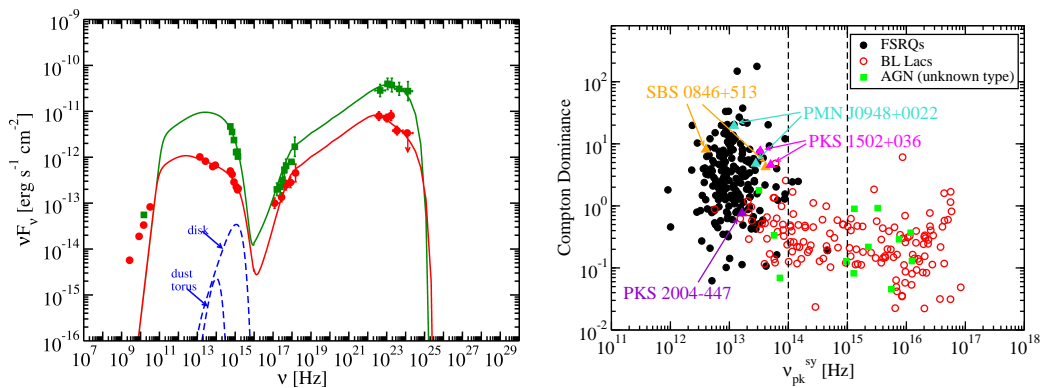 10^-9
10^-10
10^-11
10^-12
10^-13
10^-14
10^-15
10^-16
νF_ν [erg s^-1 cm^-2]
disk
dust
torus
10^7 10^9 10^11 10^13 10^15 10^17 10^19 10^21 10^23 10^25 10^27 10^29
ν [Hz]
10^2
10^1
10^0
10^-1
10^-2
Compton Dominance
FSRQs
BL Lacs
AGN (unknown type)
SBS 0846+513
PMN J0948+0022
PKS 1502+036
PKS 2004-447
10^11 10^12 10^13 10^14 10^15 10^16 10^17 10^18
ν_pk^sy [Hz]